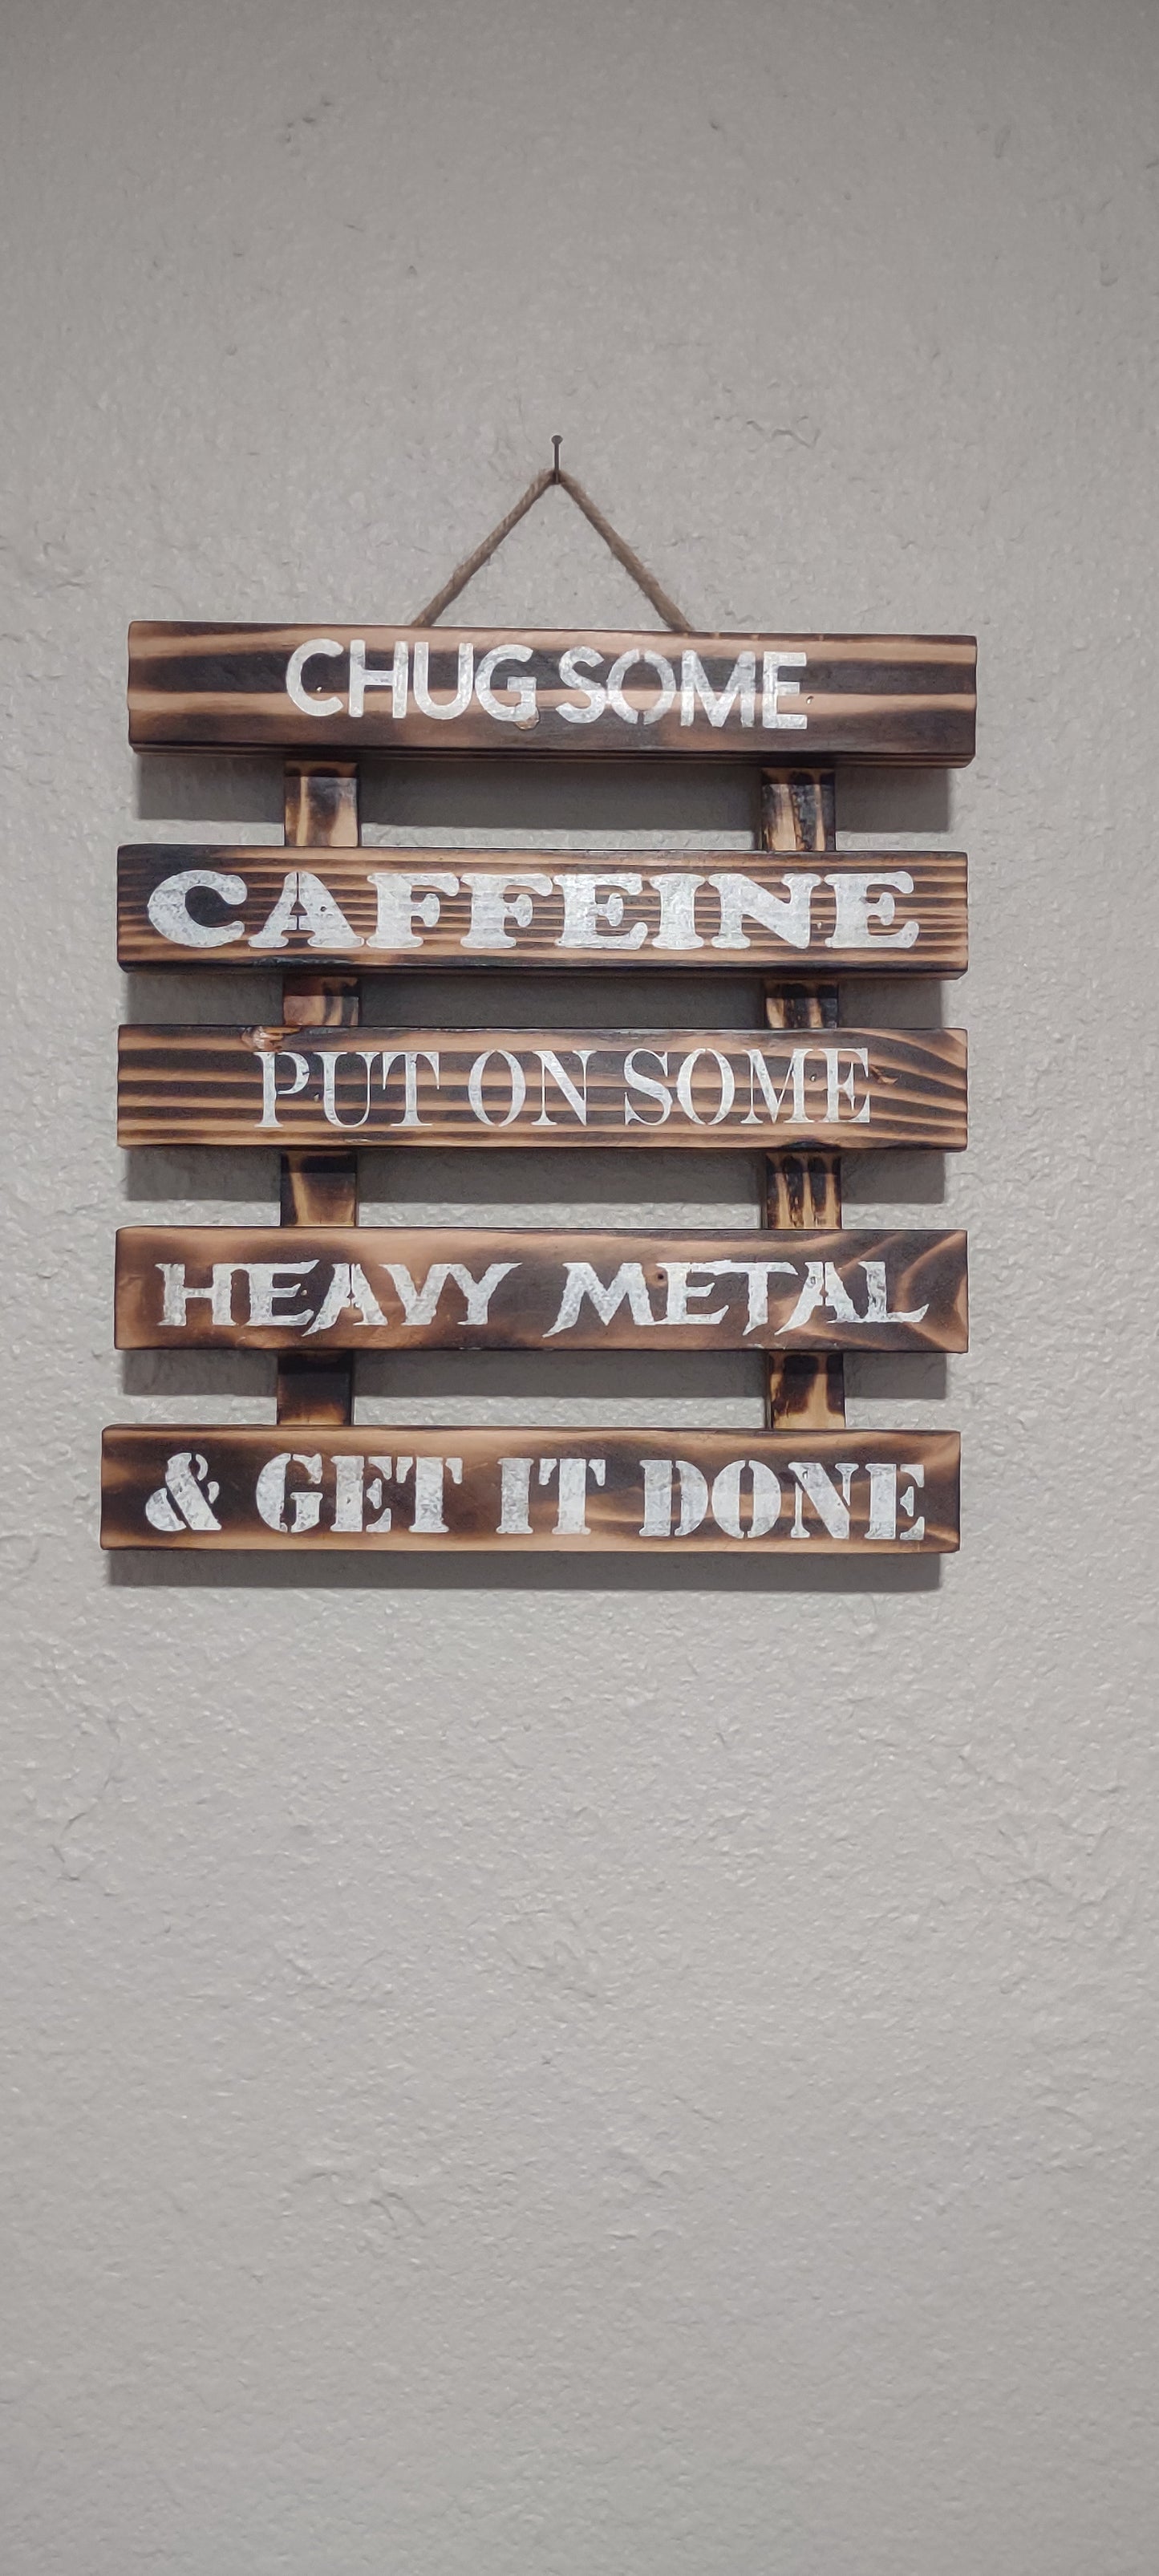 CHUG SOME
CAFFEINE
PUT ON SOME
HEAVY METAL
& GET IT DONE